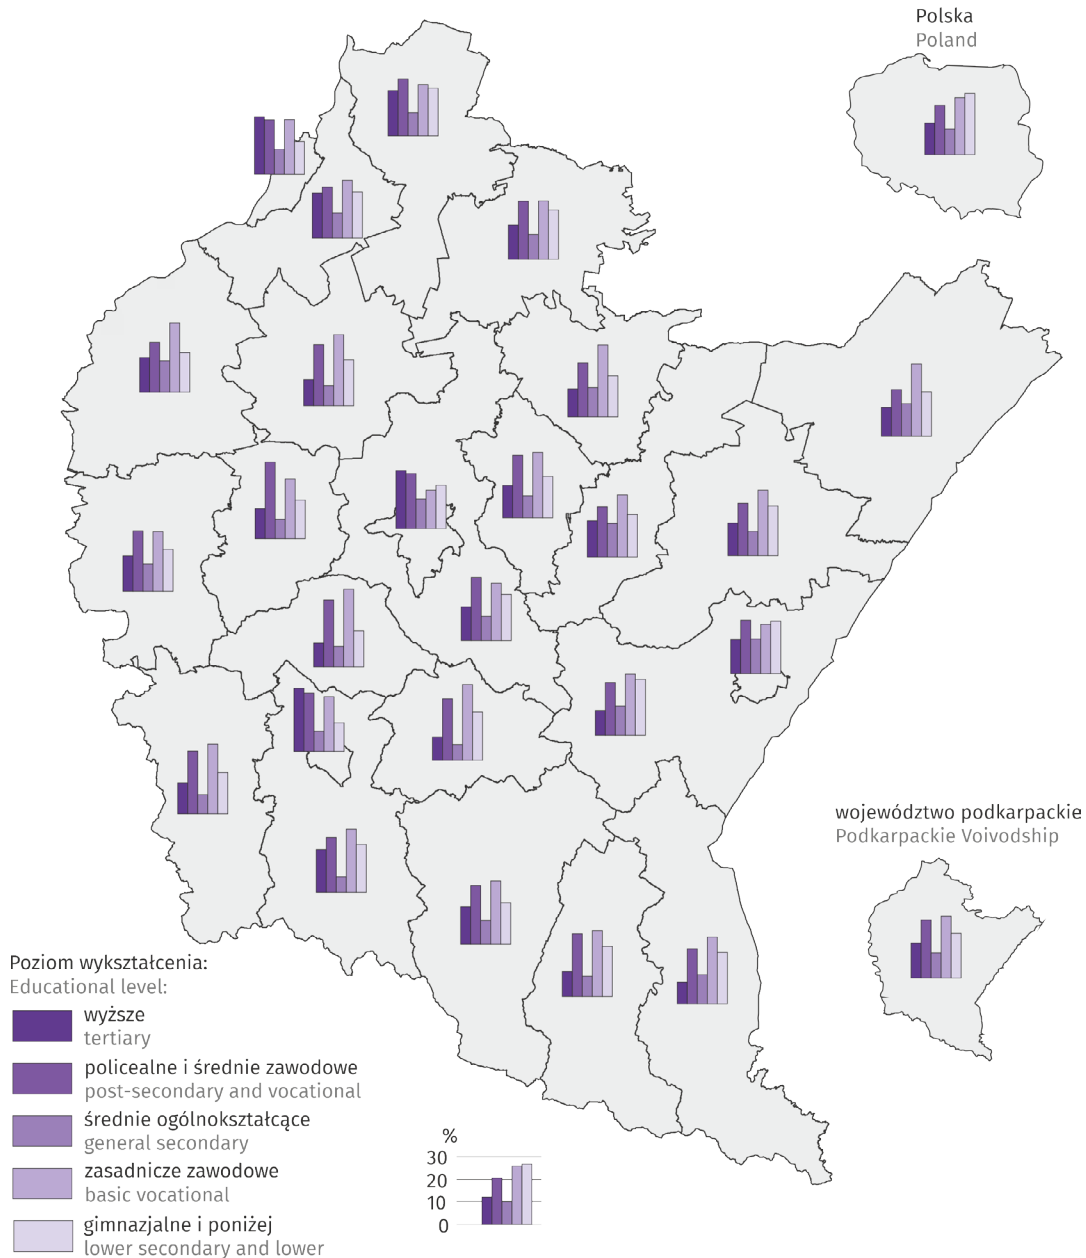 Polska
Poland
województwo podkarpackie
Podkarpackie Voivodship
Poziom wykształcenia:
Educational level:
wyższe
tertiary
policealne i średnie zawodowe
post-secondary and vocational
średnie ogólnokształcące
general secondary
zasadnicze zawodowe
basic vocational
gimnazjalne i poniżej
lower secondary and lower
%
30
20
10
0